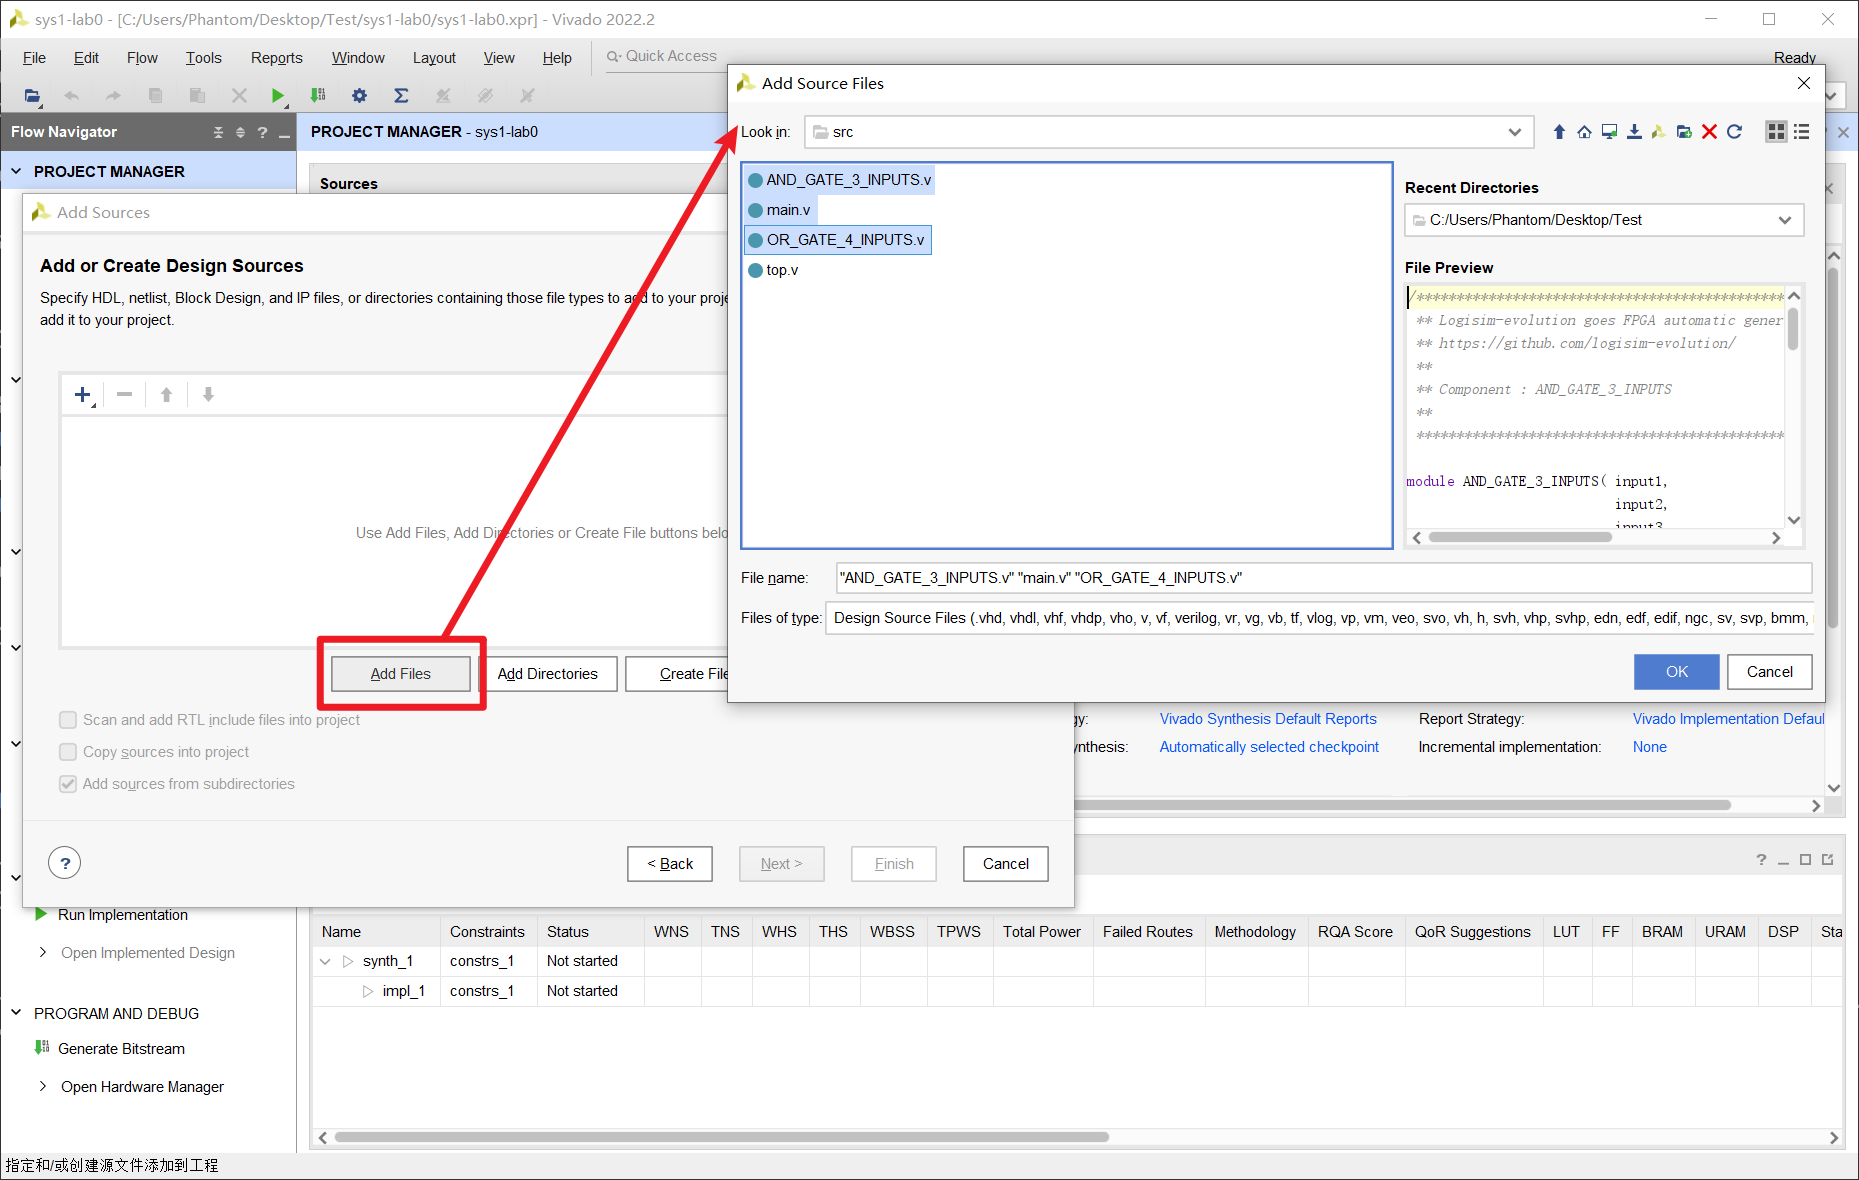 sys1-lab0 - [C:/Users/Phantom/Desktop/Test/sys1-lab0/sys1-lab0.xpr] - Vivado 2022.2
File Edit Flow Tools Reports Window Layout View Help Quick Access Ready
Flow Navigator
PROJECT MANAGER - sys1-lab0
PROJECT MANAGER
Sources
Add Sources
Add or Create Design Sources
Specify HDL, netlist, Block Design, and IP files, or directories containing those file types to add to your proje
add it to your project.
Use Add Files, Add Directories or Create File buttons belo
Add Files Add Directories Create File
Scan and add RTL include files into project
Copy sources into project
Add sources from subdirectories
? < Back Next > Finish Cancel
Add Source Files
Look in: src
AND_GATE_3_INPUTS.v
main.v
OR_GATE_4_INPUTS.v
top.v
Recent Directories
C:/Users/Phantom/Desktop/Test
File Preview
/**********************************************
** Logisim-evolution goes FPGA automatic gener
** https://github.com/logisim-evolution/
**
** Component : AND_GATE_3_INPUTS
**
**********************************************
module AND_GATE_3_INPUTS( input1,
input2,
input3
File name: "AND_GATE_3_INPUTS.v" "main.v" "OR_GATE_4_INPUTS.v"
Files of type: Design Source Files (.vhd, vhdl, vhf, vhdp, vho, v, vf, verilog, vr, vg, vb, tf, vlog, vp, vm, veo, svo, vh, h, svh, vhp, svhp, edn, edf, edif, ngc, sv, svp, bmm,
OK Cancel
gy: Vivado Synthesis Default Reports Report Strategy: Vivado Implementation Defaul
ynthesis: Automatically selected checkpoint Incremental implementation: None
Run Implementation
Open Implemented Design
PROGRAM AND DEBUG
Generate Bitstream
Open Hardware Manager
Name Constraints Status WNS TNS WHS THS WBSS TPWS Total Power Failed Routes Methodology RQA Score QoR Suggestions LUT FF BRAM URAM DSP Sta
synth_1 constrs_1 Not started
impl_1 constrs_1 Not started
指定和/或创建源文件添加到工程